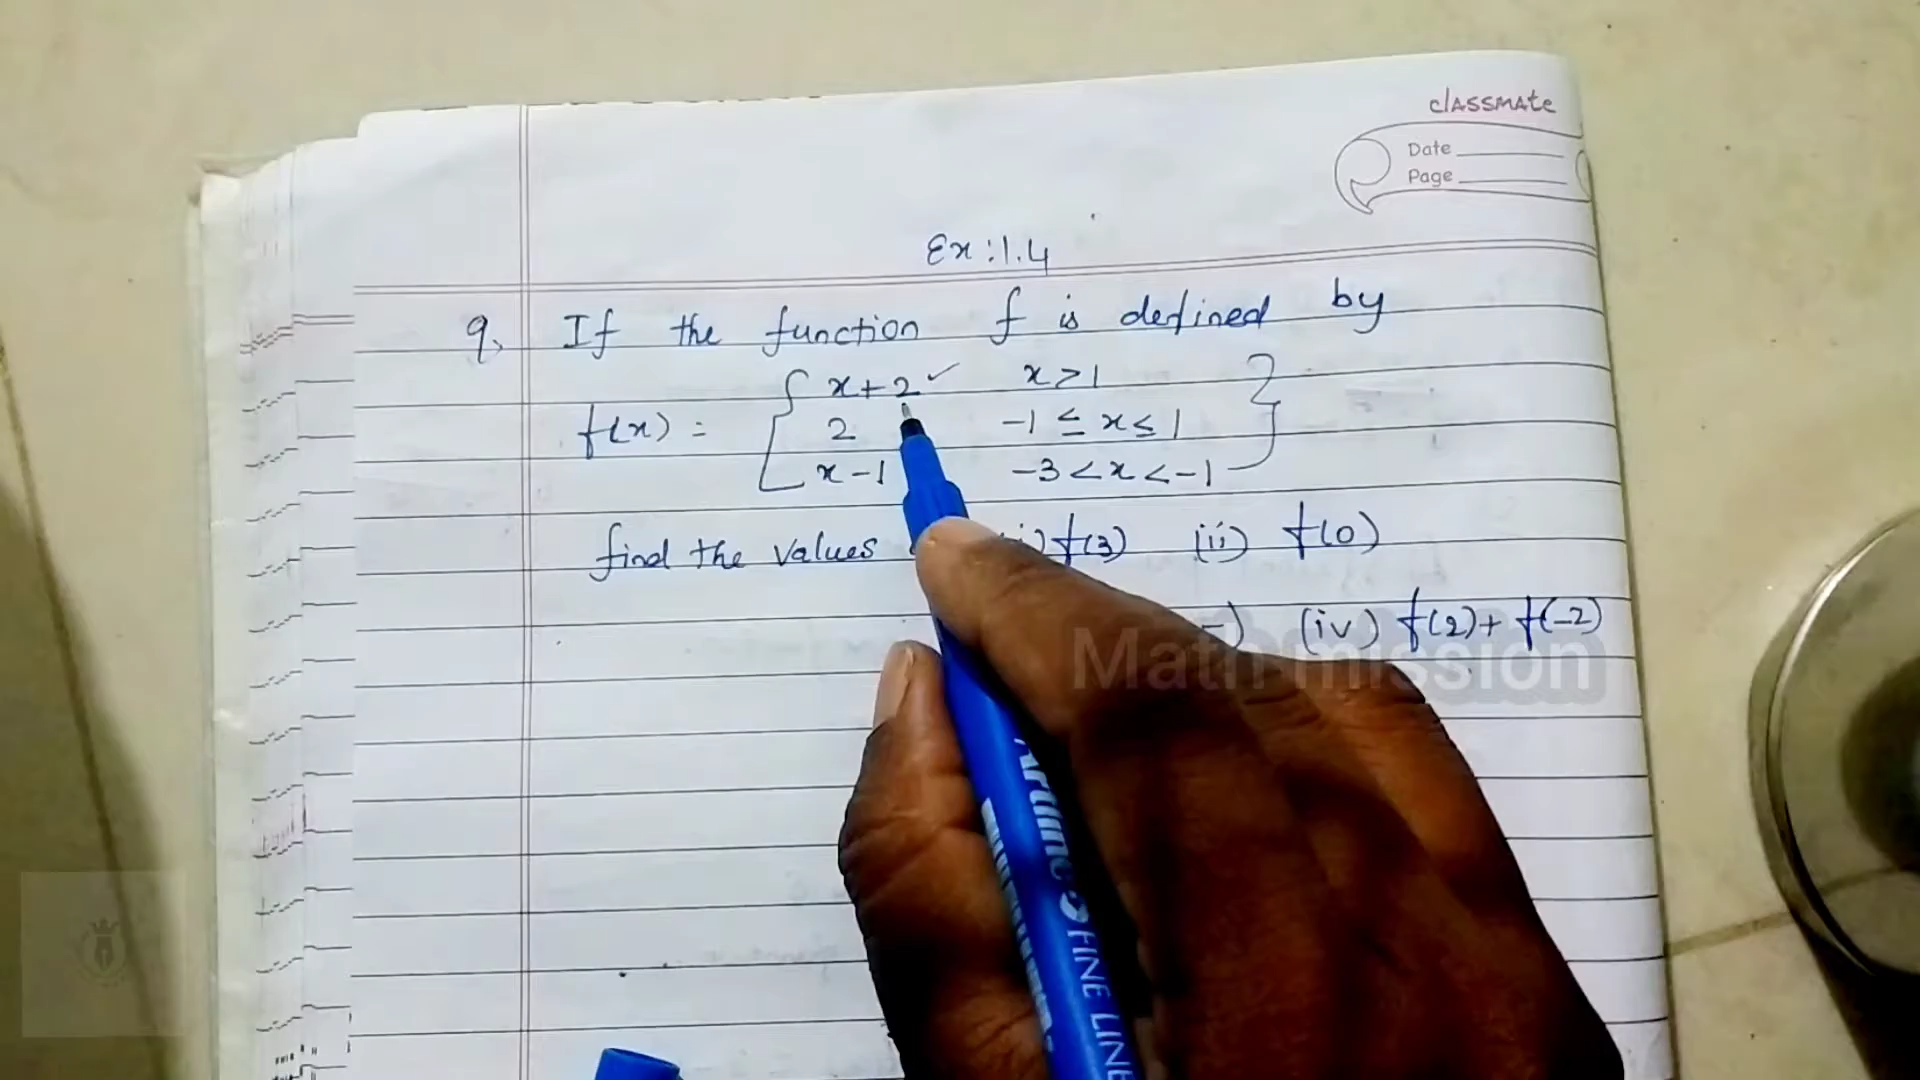 classmate
Date
Page
Ex:1.4
9. If the function f is defined by
x+2 ✓ x>1
f(x) = 2 -1 ≤ x ≤ 1
x-1 -3<x<-1
find the values (i) f(3) (ii) f(0)
(iv) f(2)+ f(-2)
Math mission
FINE LINE